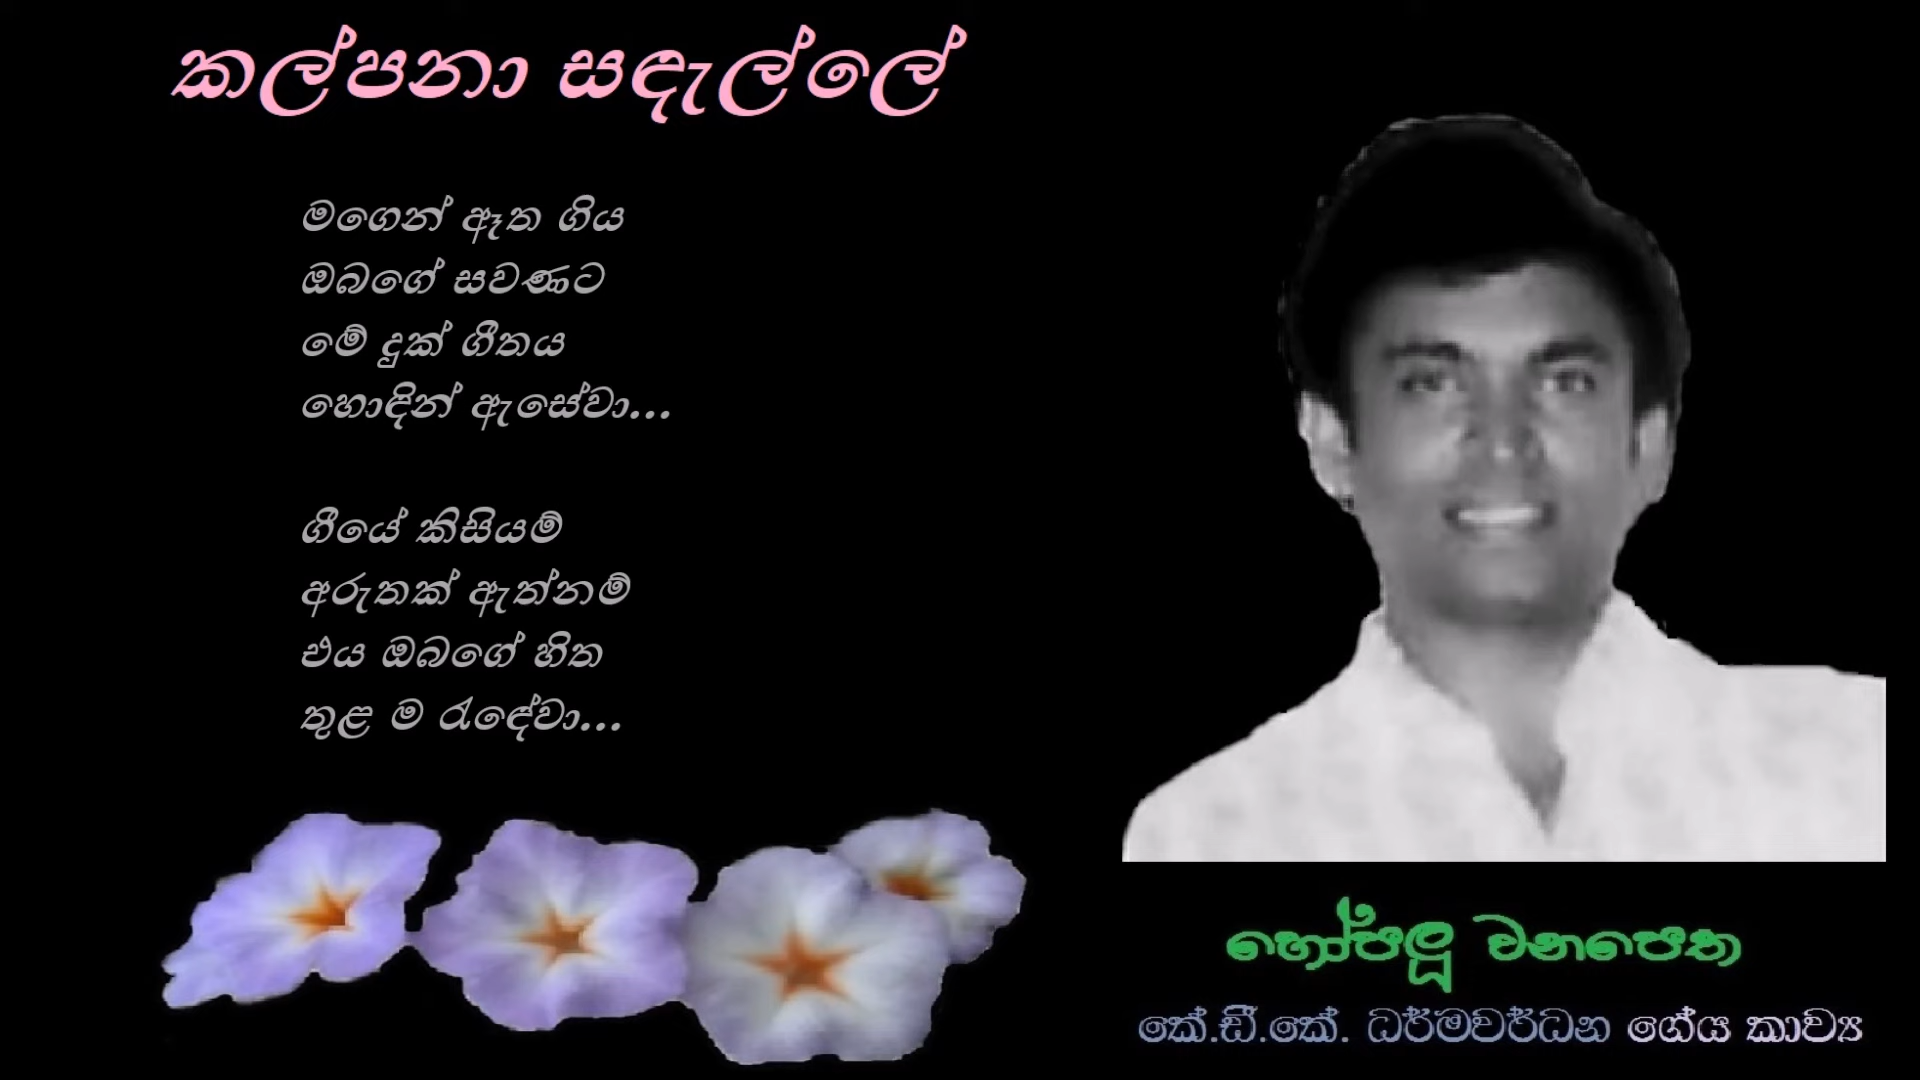 කල්පනා සඳැල්ලේ
මගෙන් ඈත ගිය
ඔබගේ සවණට
මේ දුක් ගීතය
හොඳින් ඇසේවා...
ගීයේ කිසියම්
අරුතක් ඇත්නම්
එය ඔබගේ හිත
තුළ ම රැඳේවා...
හෝපලූ වනපෙත
කේ.ඩී.කේ. ධර්මවර්ධන ගේය කාව්‍ය